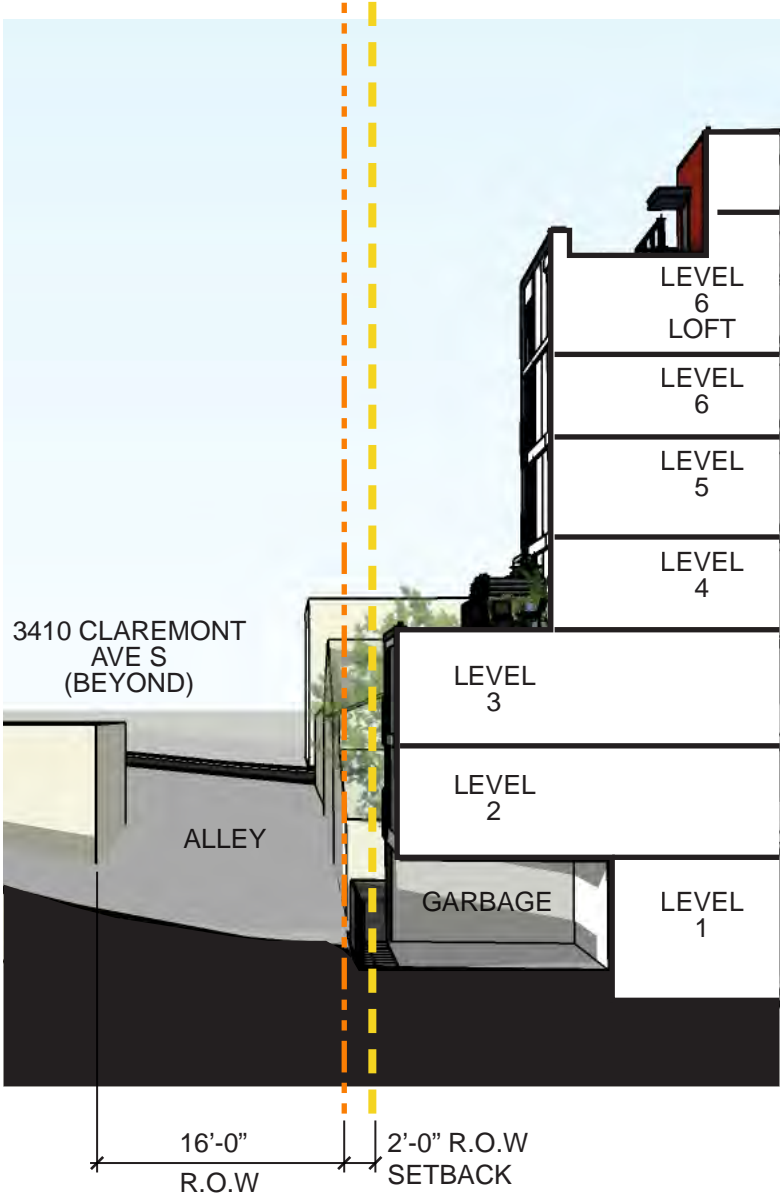 LEVEL
6
LOFT
LEVEL
6
LEVEL
5
LEVEL
4
3410 CLAREMONT
AVE S
(BEYOND)
LEVEL
3
LEVEL
2
ALLEY
GARBAGE
LEVEL
1
16’-0”
R.O.W
2’-0” R.O.W
SETBACK